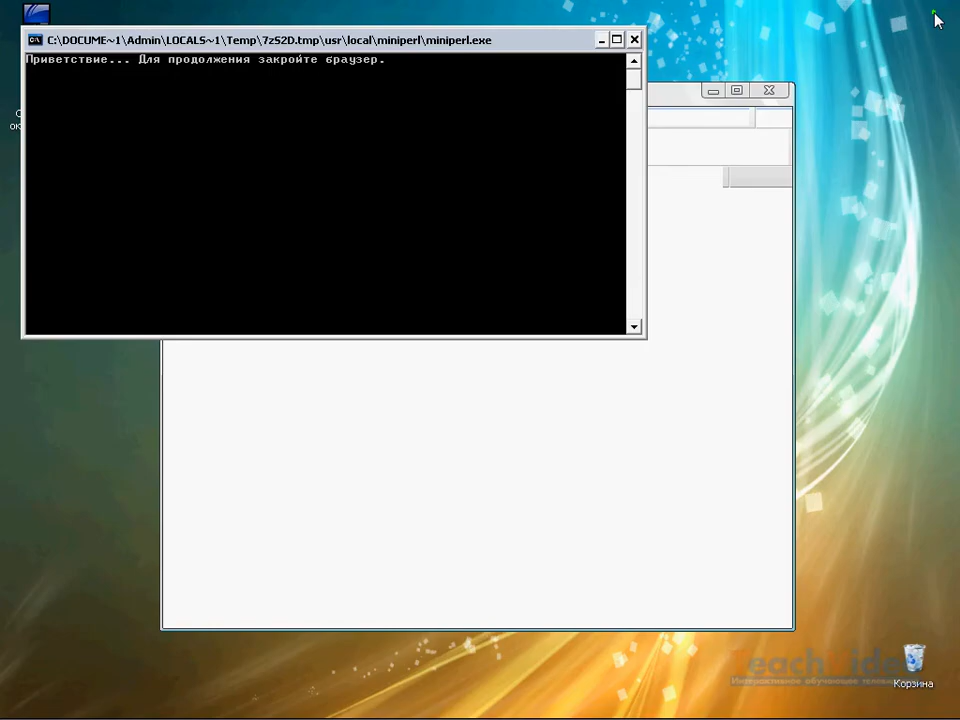 C:\DOCUME~1\Admin\LOCALS~1\Temp\7zS2D.tmp\usr\local\miniperl\miniperl.exe
Приветствие... Для продолжения закройте браузер.
Корзина